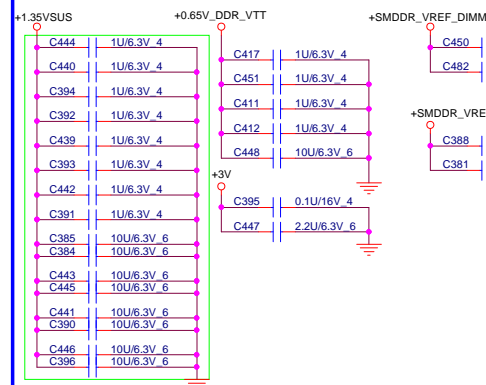 +1.35VSUS
C444 1U/6.3V_4
C440 1U/6.3V_4
C394 1U/6.3V_4
C392 1U/6.3V_4
C439 1U/6.3V_4
C393 1U/6.3V_4
C442 1U/6.3V_4
C391 1U/6.3V_4
C385 10U/6.3V_6
C384 10U/6.3V_6
C443 10U/6.3V_6
C445 10U/6.3V_6
C441 10U/6.3V_6
C390 10U/6.3V_6
C446 10U/6.3V_6
C396 10U/6.3V_6
+0.65V_DDR_VTT
C417 1U/6.3V_4
C451 1U/6.3V_4
C411 1U/6.3V_4
C412 1U/6.3V_4
C448 10U/6.3V_6
+3V
C395 0.1U/16V_4
C447 2.2U/6.3V_6
+SMDDR_VREF_DIMM
C450
C482
+SMDDR_VRE
C388
C381